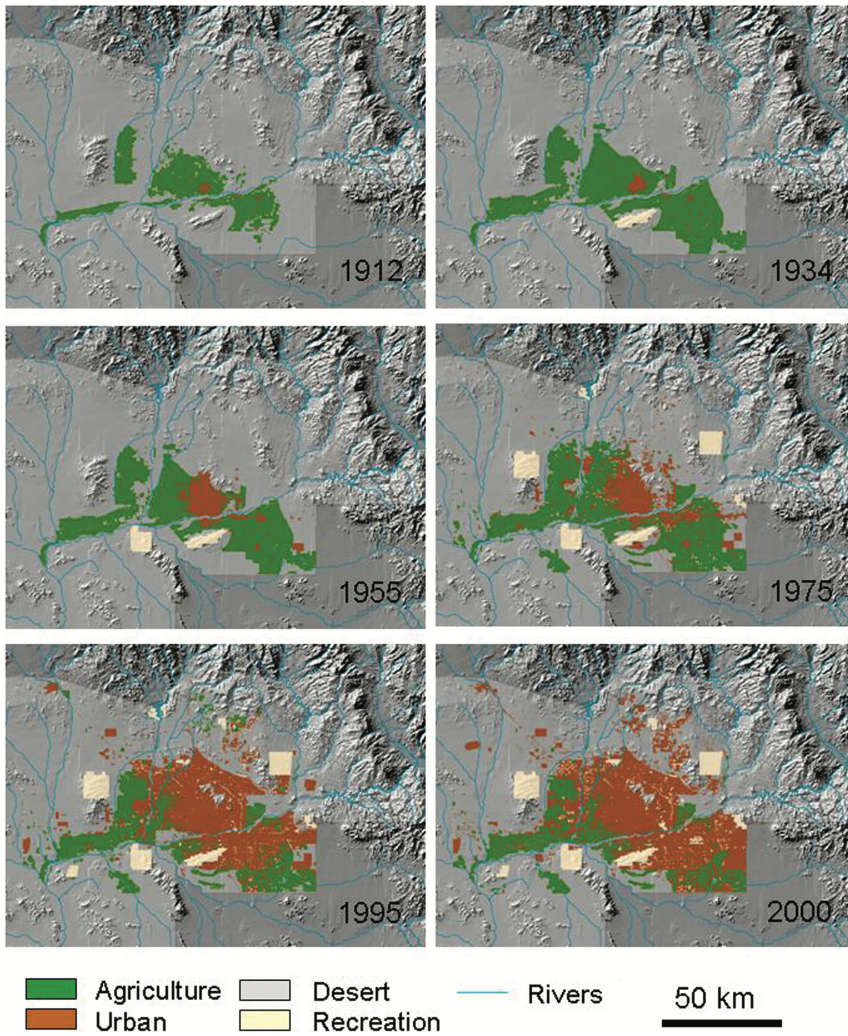 1912
1934
1955
1975
1995
2000
Agriculture
Desert
Rivers
50 km
Urban
Recreation